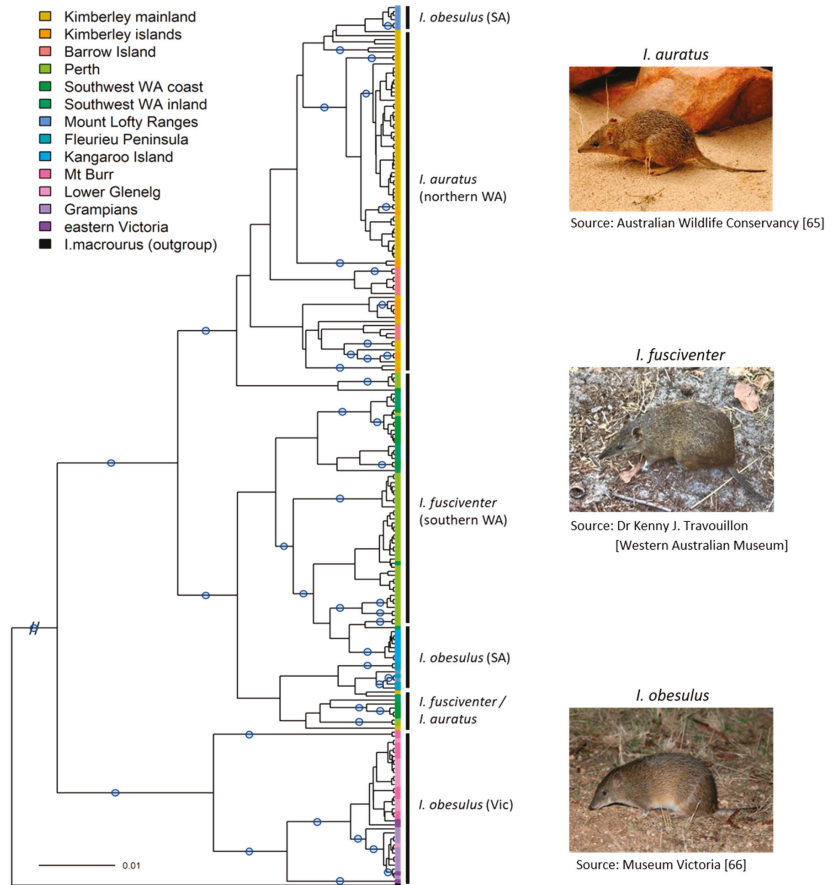 Kimberley mainland
Kimberley islands
Barrow Island
Perth
Southwest WA coast
Southwest WA inland
Mount Lofty Ranges
Fleurieu Peninsula
Kangaroo Island
Mt Burr
Lower Glenelg
Grampians
eastern Victoria
I.macrourus (outgroup)
I. obesulus (SA)
I. auratus
(northern WA)
I. fusciventer
(southern WA)
I. obesulus (SA)
I. fusciventer /
I. auratus
I. obesulus (Vic)
0.01
I. auratus
Source: Australian Wildlife Conservancy [65]
I. fusciventer
Source: Dr Kenny J. Travouillon
[Western Australian Museum]
I. obesulus
Source: Museum Victoria [66]